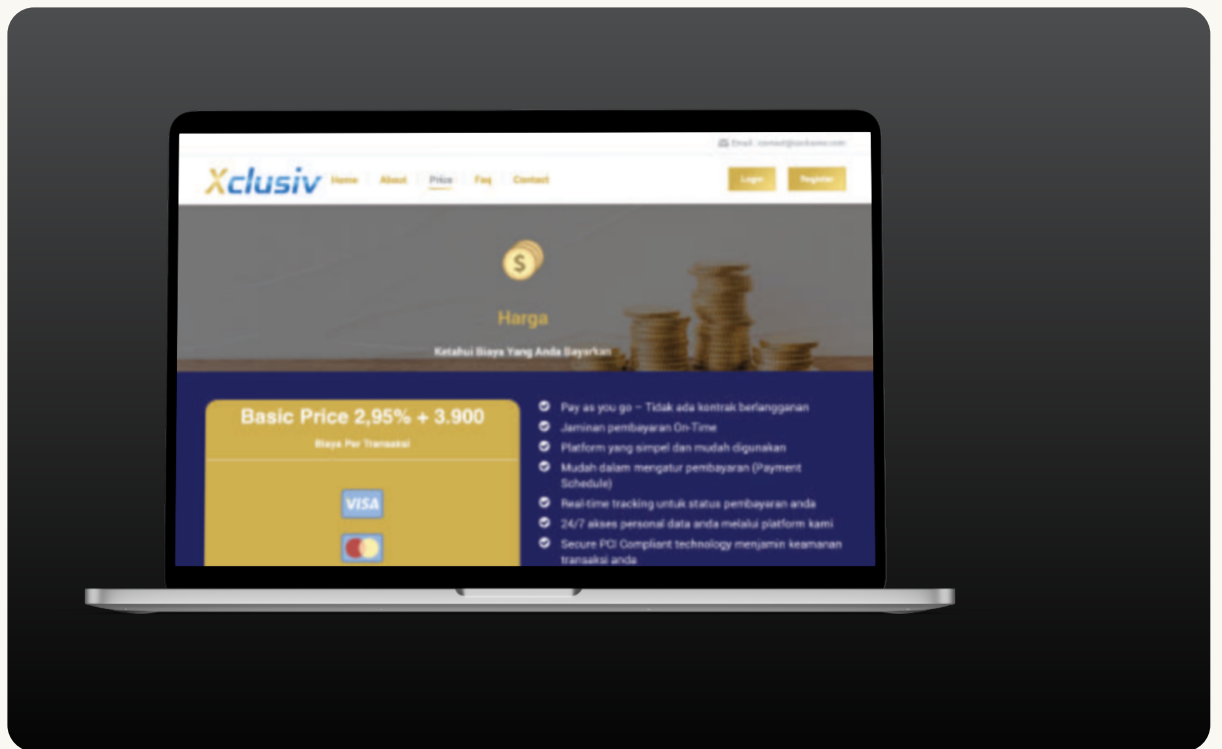 Email :
Xclusiv
Home
About
Price
Faq
Contact
Login
Register
$
Harga
Ketahui Biaya Yang Anda Bayarkan
Basic Price 2,95% + 3.900
Biaya Per Transaksi
VISA
Pay as you go – Tidak ada kontrak berlangganan
Jaminan pembayaran On-Time
Platform yang simpel dan mudah digunakan
Mudah dalam mengatur pembayaran (Payment
Schedule)
Real-time tracking untuk status pembayaran anda
24/7 akses personal data anda melalui platform kami
Secure PCI Compliant technology menjamin keamanan
transaksi anda